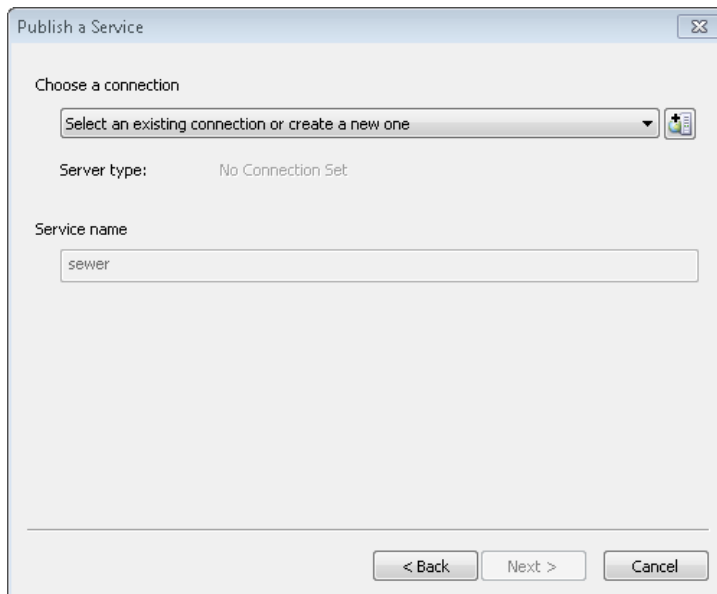 Publish a Service
Choose a connection
Select an existing connection or create a new one
Server type: No Connection Set
Service name
sewer
< Back Next > Cancel